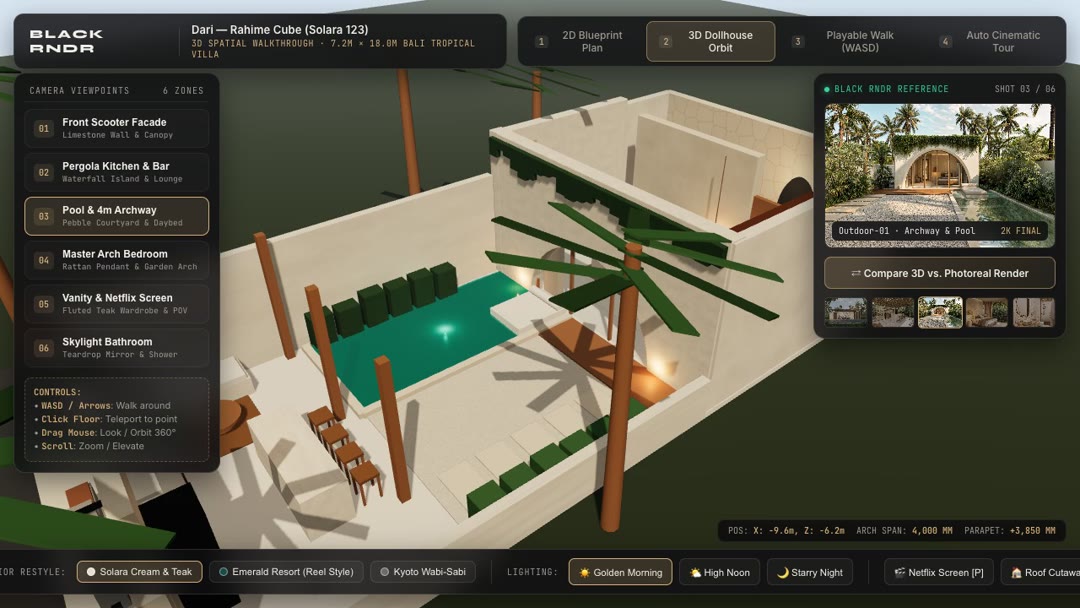 BLACK
RNDR
Dari — Rahime Cube (Solara 123)
3D SPATIAL WALKTHROUGH · 7.2M × 18.0M BALI TROPICAL
VILLA
1 2D Blueprint
Plan
2 3D Dollhouse
Orbit
3 Playable Walk
(WASD)
4 Auto Cinematic
Tour
CAMERA VIEWPOINTS 6 ZONES
01 Front Scooter Facade
Limestone Wall & Canopy
02 Pergola Kitchen & Bar
Waterfall Island & Lounge
03 Pool & 4m Archway
Pebble Courtyard & Daybed
04 Master Arch Bedroom
Rattan Pendant & Garden Arch
05 Vanity & Netflix Screen
Fluted Teak Wardrobe & POV
06 Skylight Bathroom
Teardrop Mirror & Shower
CONTROLS:
• WASD / Arrows: Walk around
• Click Floor: Teleport to point
• Drag Mouse: Look / Orbit 360°
• Scroll: Zoom / Elevate
BLACK RNDR REFERENCE SHOT 03 / 06
Outdoor-01 · Archway & Pool 2K FINAL
⇄ Compare 3D vs. Photoreal Render
POS: X: -9.6m, Z: -6.2m ARCH SPAN: 4,000 MM PARAPET: +3,850 MM
IOR RESTYLE: Solara Cream & Teak Emerald Resort (Reel Style) Kyoto Wabi-Sabi LIGHTING: ☀️ Golden Morning 🌤️ High Noon 🌙 Starry Night 🎬 Netflix Screen [P] 🏠 Roof Cutawa